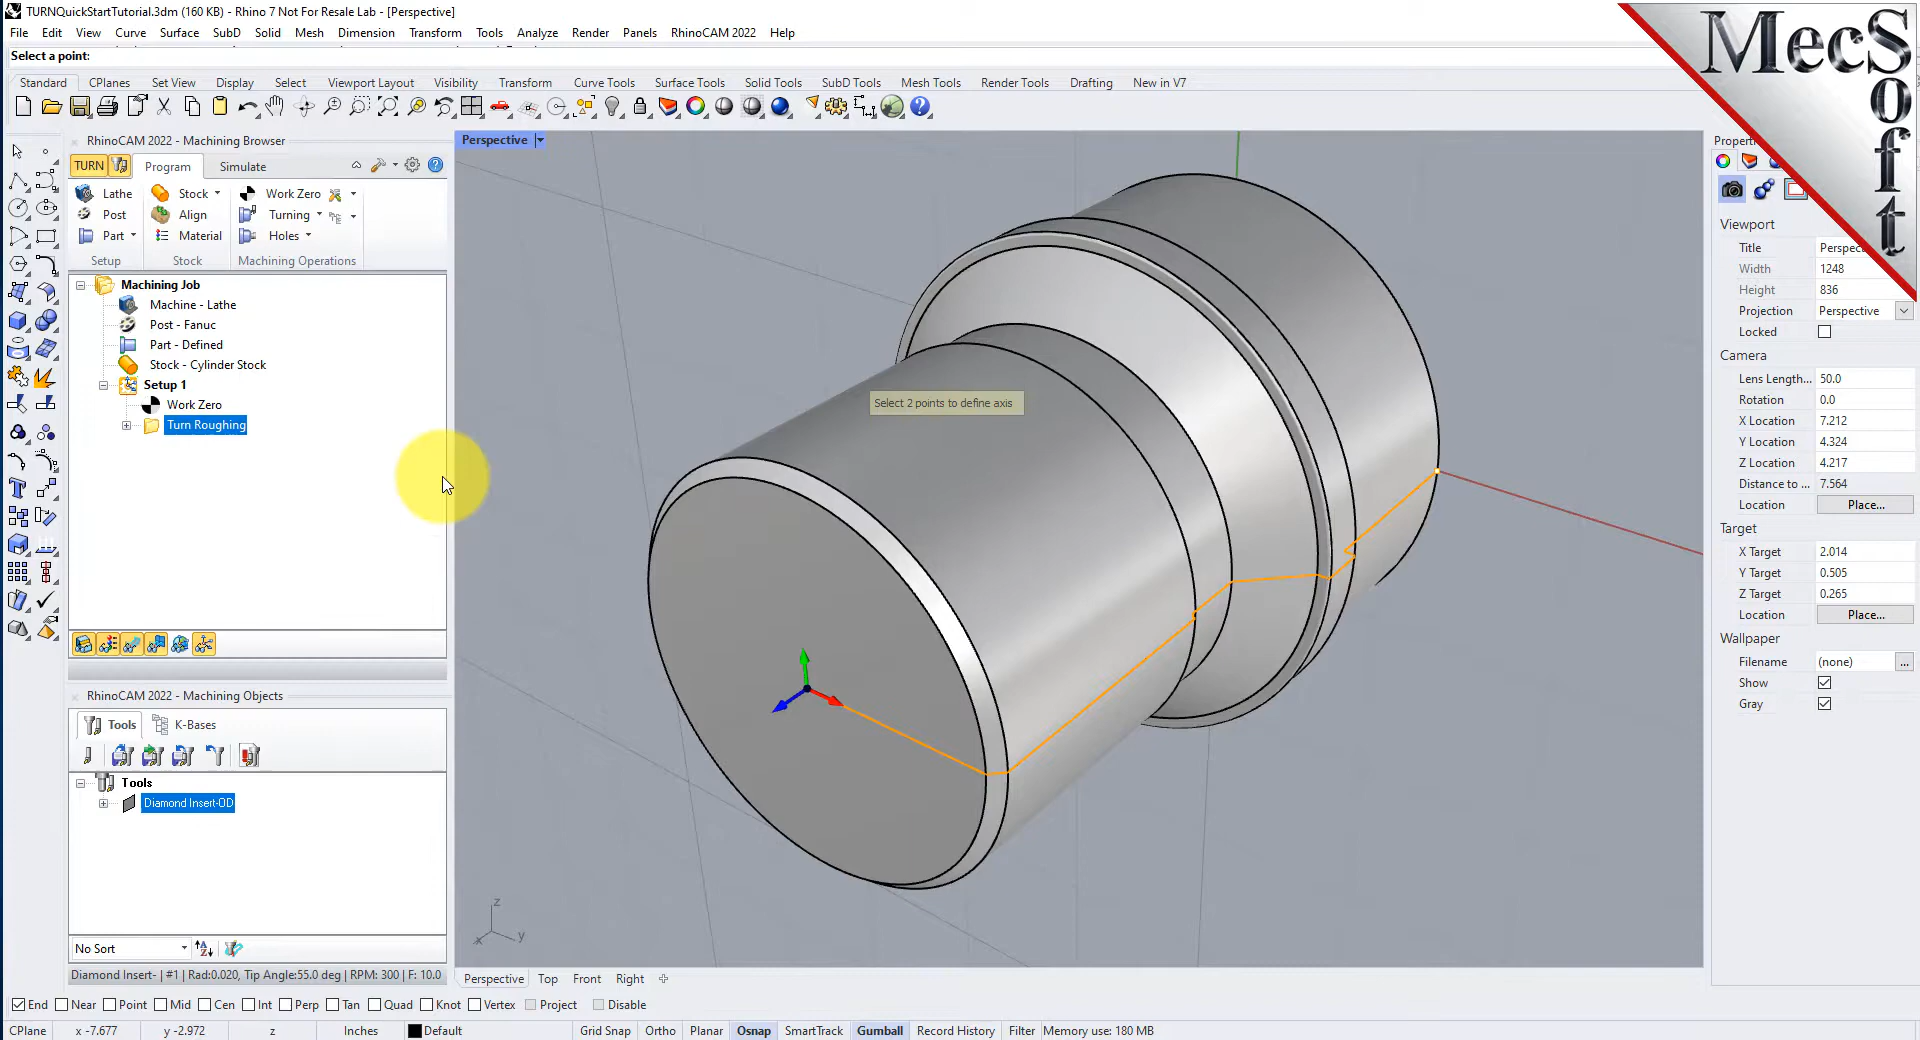 TURNQuickStartTutorial.3dm (160 KB) - Rhino 7 Not For Resale Lab - [Perspective]
File Edit View Curve Surface SubD Solid Mesh Dimension Transform Tools Analyze Render Panels RhinoCAM 2022 Help
Select a point:
Standard CPlanes Set View Display Select Viewport Layout Visibility Transform Curve Tools Surface Tools Solid Tools SubD Tools Mesh Tools Render Tools Drafting New in V7
MecSoft
RhinoCAM 2022 - Machining Browser
TURN Program Simulate
Lathe Stock Work Zero
Post Align Turning
Part Material Holes
Setup Stock Machining Operations
Machining Job
Machine - Lathe
Post - Fanuc
Part - Defined
Stock - Cylinder Stock
Setup 1
Work Zero
Turn Roughing
RhinoCAM 2022 - Machining Objects
Tools K-Bases
Tools
Diamond Insert-OD
No Sort
Diamond Insert- | #1 | Rad:0.020, Tip Angle:55.0 deg | RPM: 300 | F: 10.0
Perspective
Select 2 points to define axis
z
x y
Perspective Top Front Right
Viewport
Title
Width 1248
Height 836
Projection Perspective
Locked
Camera
Lens Length... 50.0
Rotation 0.0
X Location 7.212
Y Location 4.324
Z Location 4.217
Distance to ... 7.564
Location Place...
Target
X Target 2.014
Y Target 0.505
Z Target 0.265
Location Place...
Wallpaper
Filename (none) ...
Show
Gray
End Near Point Mid Cen Int Perp Tan Quad Knot Vertex Project Disable
CPlane x -7.677 y -2.972 z Inches Default Grid Snap Ortho Planar Osnap SmartTrack Gumball Record History Filter Memory use: 180 MB